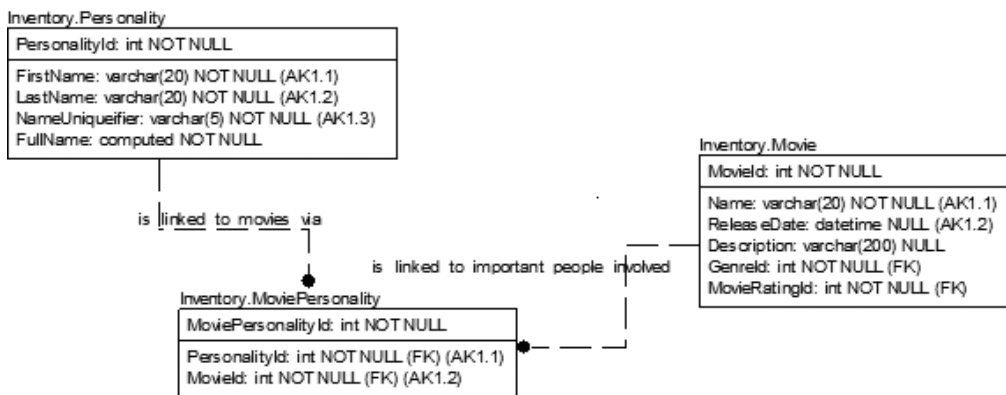 Inventory.Personality
PersonalityId: int NOT NULL
FirstName: varchar(20) NOT NULL (AK1.1)
LastName: varchar(20) NOT NULL (AK1.2)
NameUniqueifier: varchar(5) NOT NULL (AK1.3)
FullName: computed NOT NULL
is linked to movies via
Inventory.Movie
MovieId: int NOT NULL
Name: varchar(20) NOT NULL (AK1.1)
ReleaseDate: datetime NULL (AK1.2)
Description: varchar(200) NULL
GenreId: int NOT NULL (FK)
MovieRatingId: int NOT NULL (FK)
is linked to important people involved
Inventory.MoviePersonality
MoviePersonalityId: int NOT NULL
PersonalityId: int NOT NULL (FK) (AK1.1)
MovieId: int NOT NULL (FK) (AK1.2)